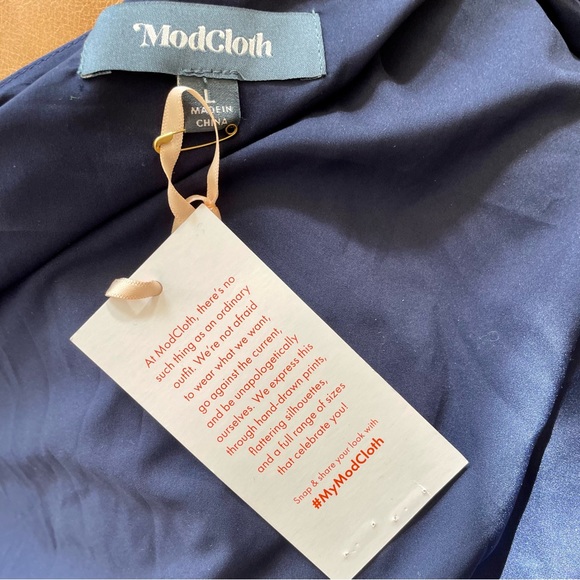 ModCloth
L
MADE IN
CHINA
At ModCloth, there's no
such thing as an ordinary
outfit. We're not afraid
to wear what we want,
go against the current,
and be unapologetically
ourselves. We express this
through hand-drawn prints,
flattering silhouettes,
and a full range of sizes
that celebrate you!
Snap & share your look with
#MyModCloth